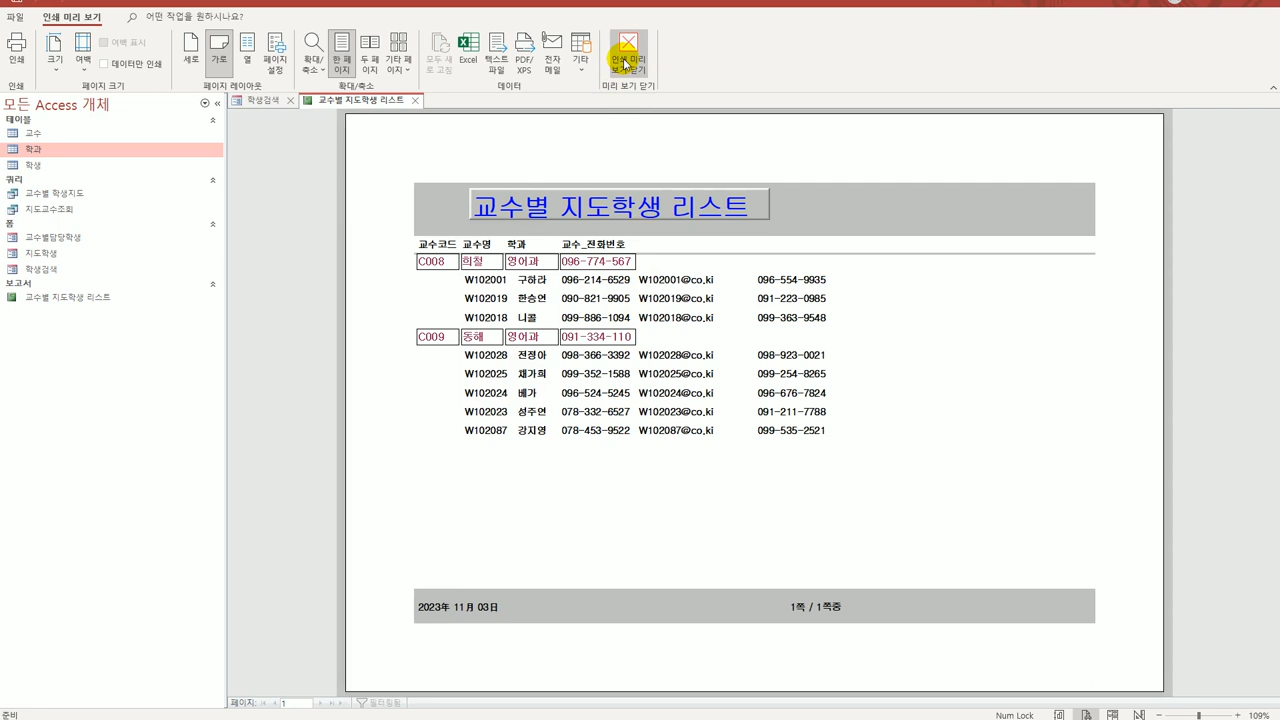 파일 인쇄 미리 보기 어떤 작업을 원하시나요?
인쇄 크기 여백 여백 표시 데이터만 인쇄 세로 가로 열 페이지 설정 확대/축소 한 페이지 두 페이지 기타 페이지 모두 새로 고침 Excel 텍스트 파일 PDF/XPS 전자 메일 기타 인쇄 미리 보기 닫기
인쇄 페이지 크기 페이지 레이아웃 확대/축소 데이터 미리 보기 닫기
모든 Access 개체
테이블
교수
학과
학생
쿼리
교수별 학생지도
지도교수조회
폼
교수별담당학생
지도학생
학생검색
보고서
교수별 지도학생 리스트
학생검색 교수별 지도학생 리스트
교수별 지도학생 리스트
교수코드 교수명 학과 교수_전화번호
C008 희철 영어과 096-774-567
W102001 구하라 096-214-6529 W102001@co.ki 096-554-9935
W102019 한승연 090-821-9905 W102019@co.ki 091-223-0985
W102018 니콜 099-886-1094 W102018@co.ki 099-363-9548
C009 동해 영어과 091-334-110
W102028 전경아 098-366-3392 W102028@co.ki 098-923-0021
W102025 채가희 099-352-1588 W102025@co.ki 099-254-8265
W102024 베가 096-524-5245 W102024@co.ki 096-676-7824
W102023 성주연 078-332-6527 W102023@co.ki 091-211-7788
W102087 강지영 078-453-9522 W102087@co.ki 099-535-2521
2023年 11月 03日 1쪽 / 1쪽중
페이지: 1 필터링됨
준비 Num Lock 109%